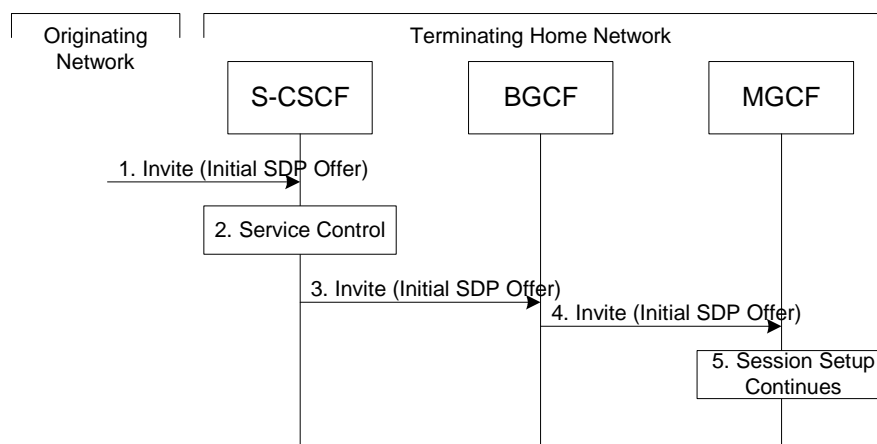 Originating
Network
Terminating Home Network
S-CSCF
BGCF
MGCF
1. Invite (Initial SDP Offer)
2. Service Control
3. Invite (Initial SDP Offer)
4. Invite (Initial SDP Offer)
5. Session Setup
Continues